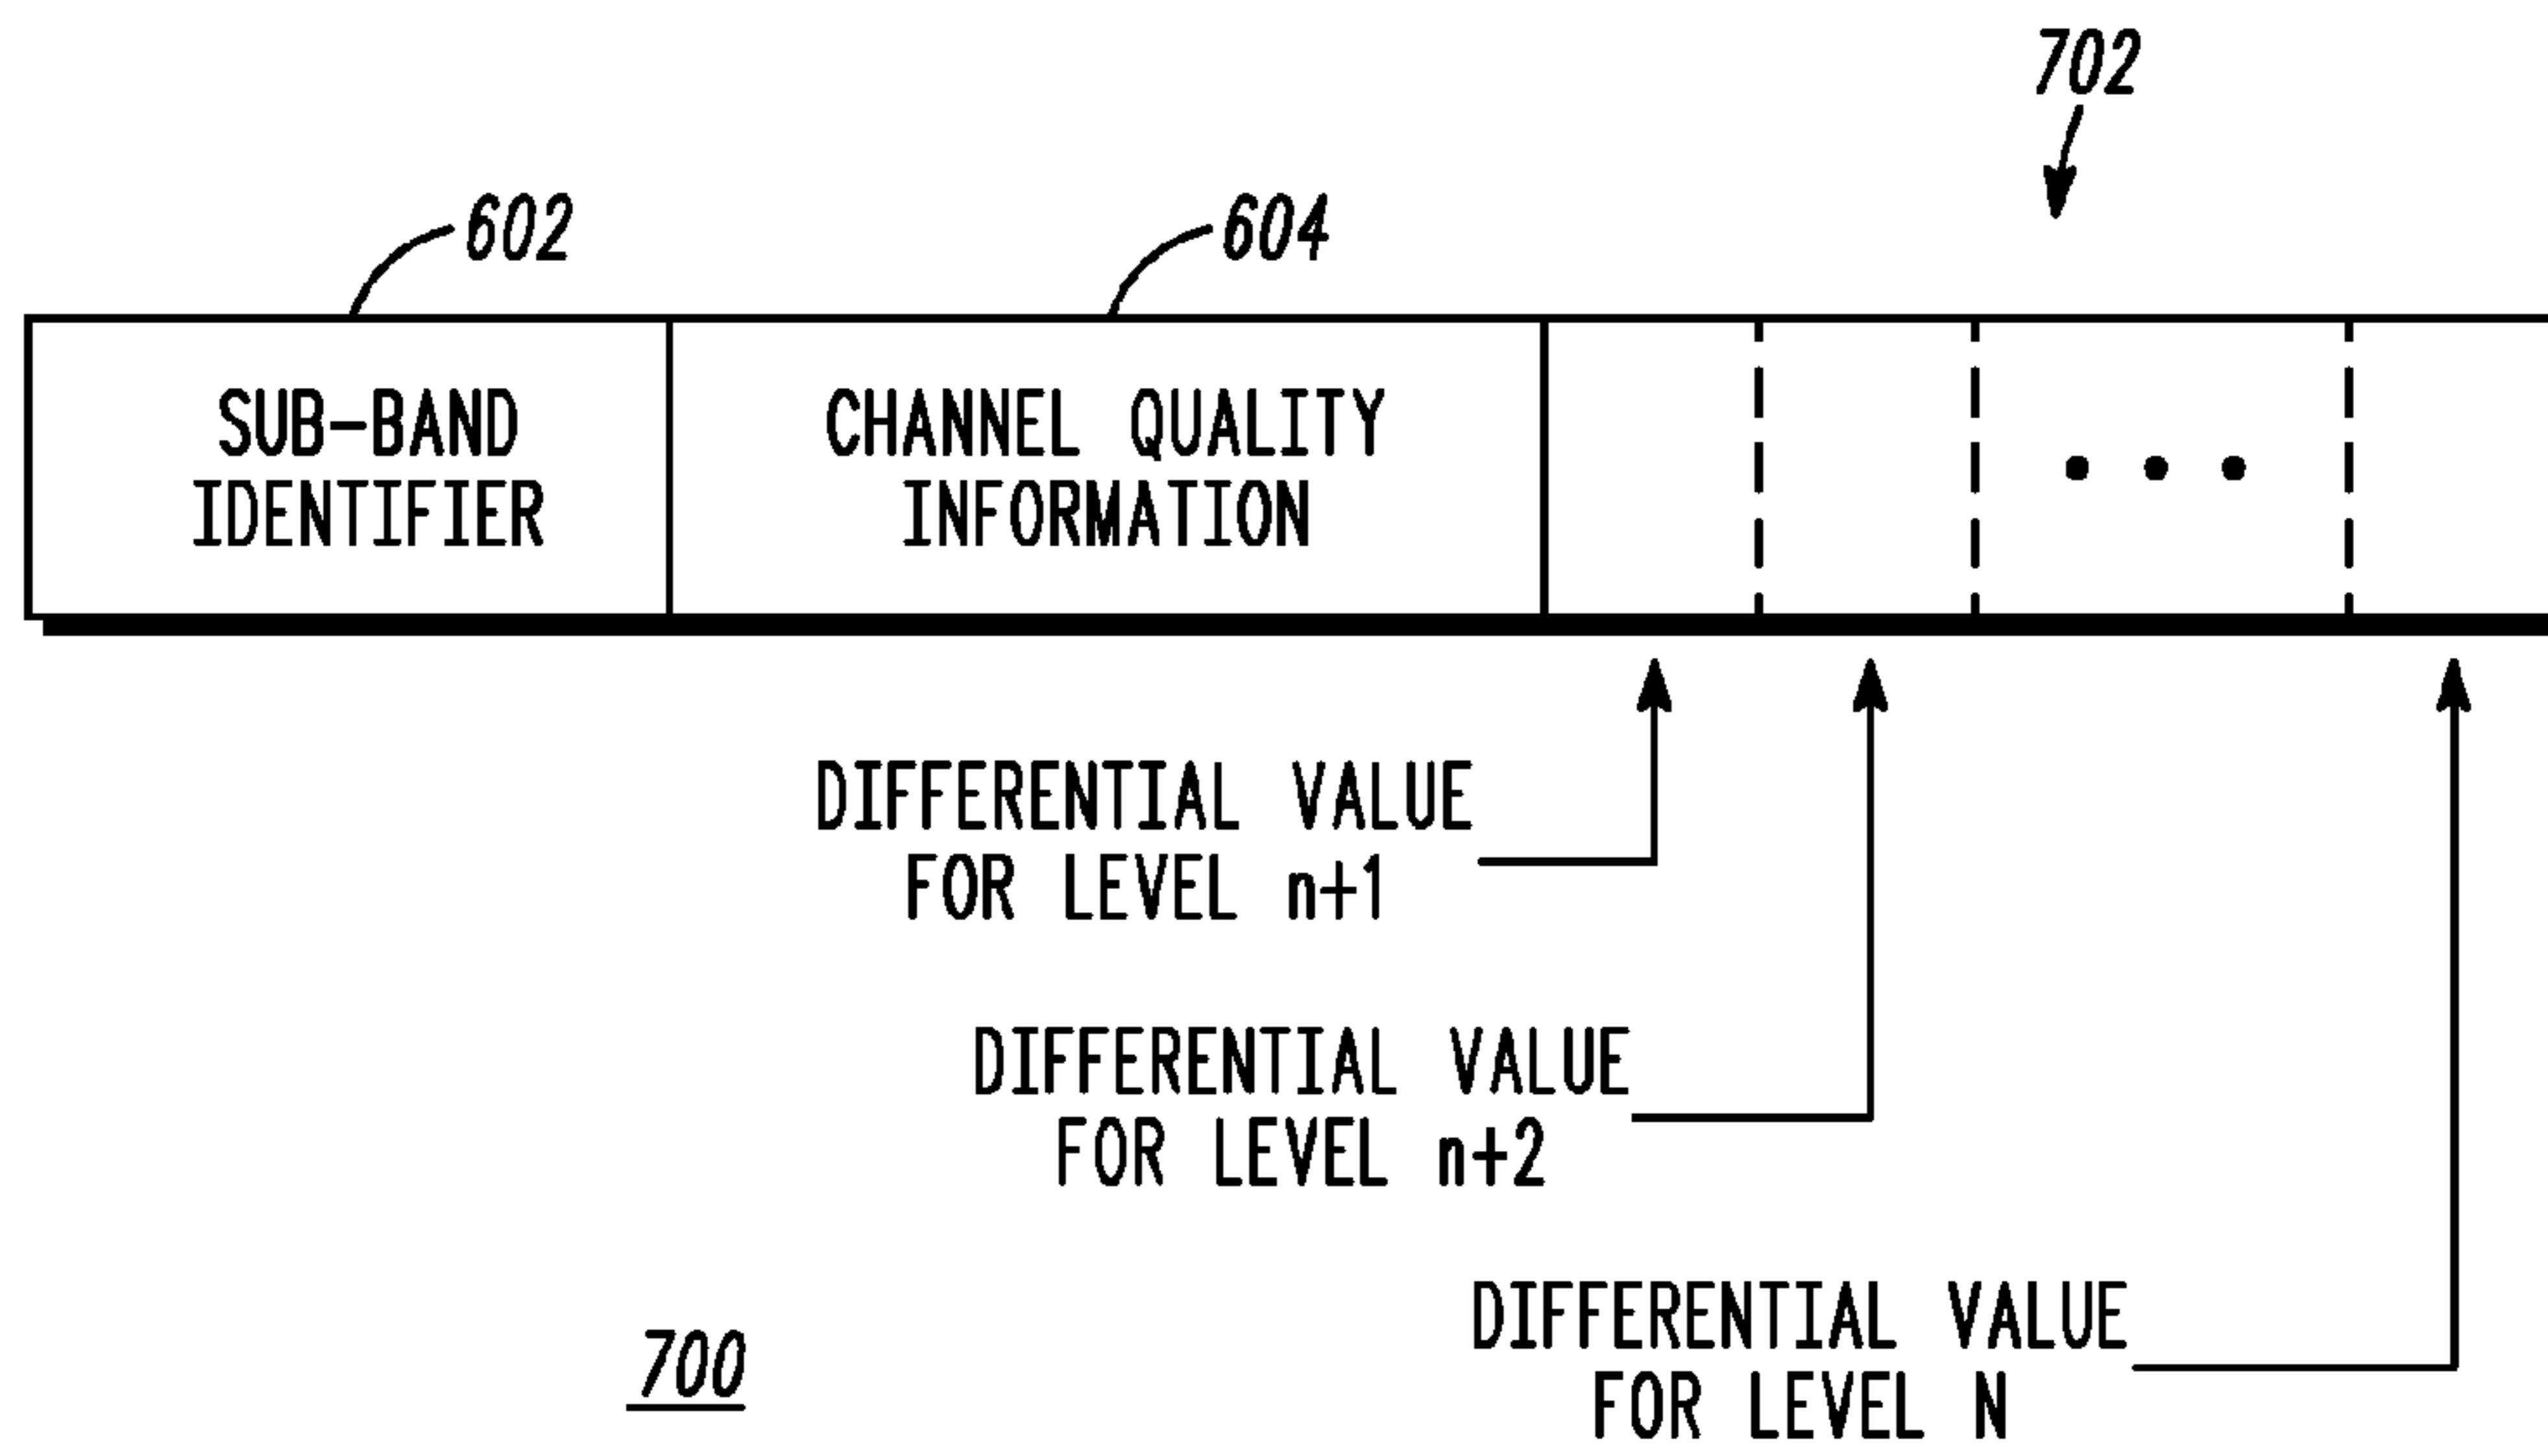 702
602
604
SUB-BAND
IDENTIFIER
CHANNEL QUALITY
INFORMATION
DIFFERENTIAL VALUE
FOR LEVEL n+1
DIFFERENTIAL VALUE
FOR LEVEL n+2
DIFFERENTIAL VALUE
FOR LEVEL N
700